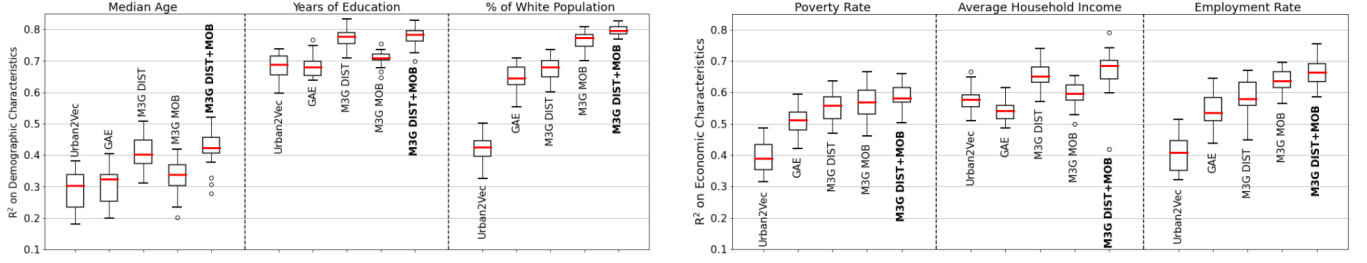 Median Age
Years of Education
% of White Population
R² on Demographic Characteristics
0.8
0.7
0.6
0.5
0.4
0.3
0.2
0.1
Urban2Vec
GAE
M3G DIST
M3G MOB
M3G DIST+MOB
Urban2Vec
GAE
M3G DIST
M3G MOB
M3G DIST+MOB
Urban2Vec
GAE
M3G DIST
M3G MOB
M3G DIST+MOB
Poverty Rate
Average Household Income
Employment Rate
R² on Economic Characteristics
0.8
0.7
0.6
0.5
0.4
0.3
0.2
0.1
Urban2Vec
GAE
M3G DIST
M3G MOB
M3G DIST+MOB
Urban2Vec
GAE
M3G DIST
M3G MOB
M3G DIST+MOB
Urban2Vec
GAE
M3G DIST
M3G MOB
M3G DIST+MOB